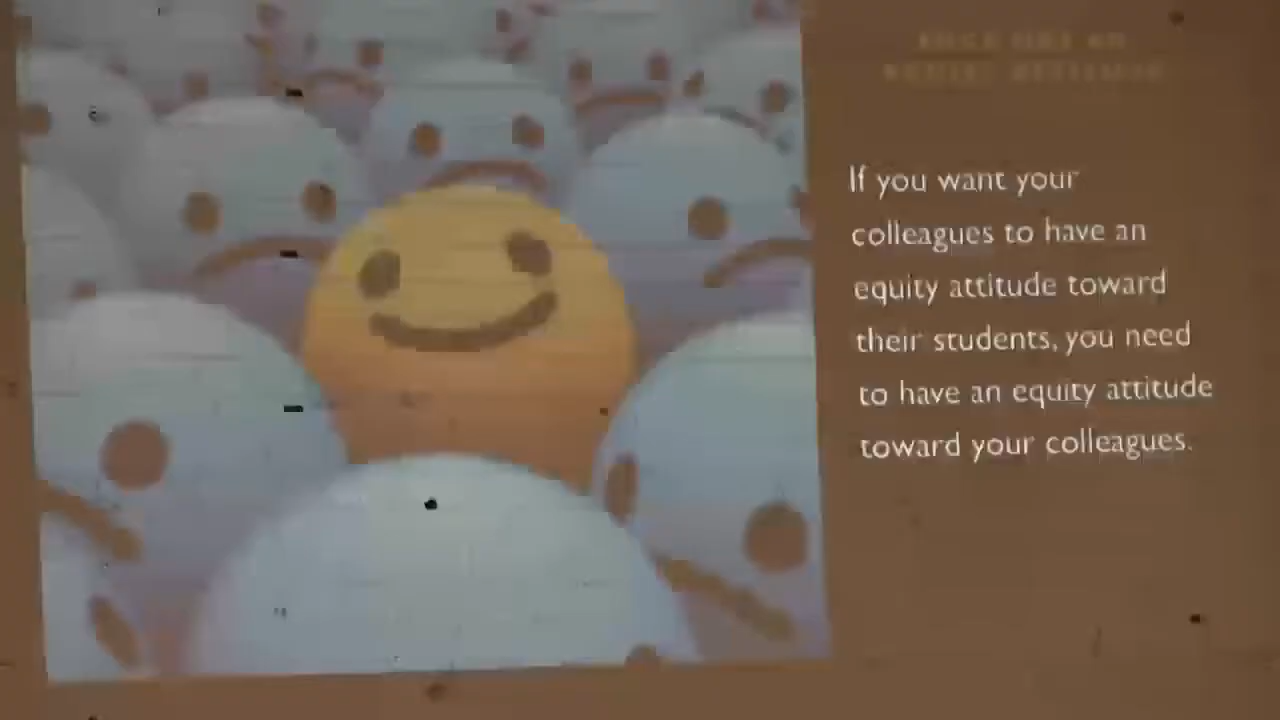 If you want your
colleagues to have an
equity attitude toward
their students, you need
to have an equity attitude
toward your colleagues.